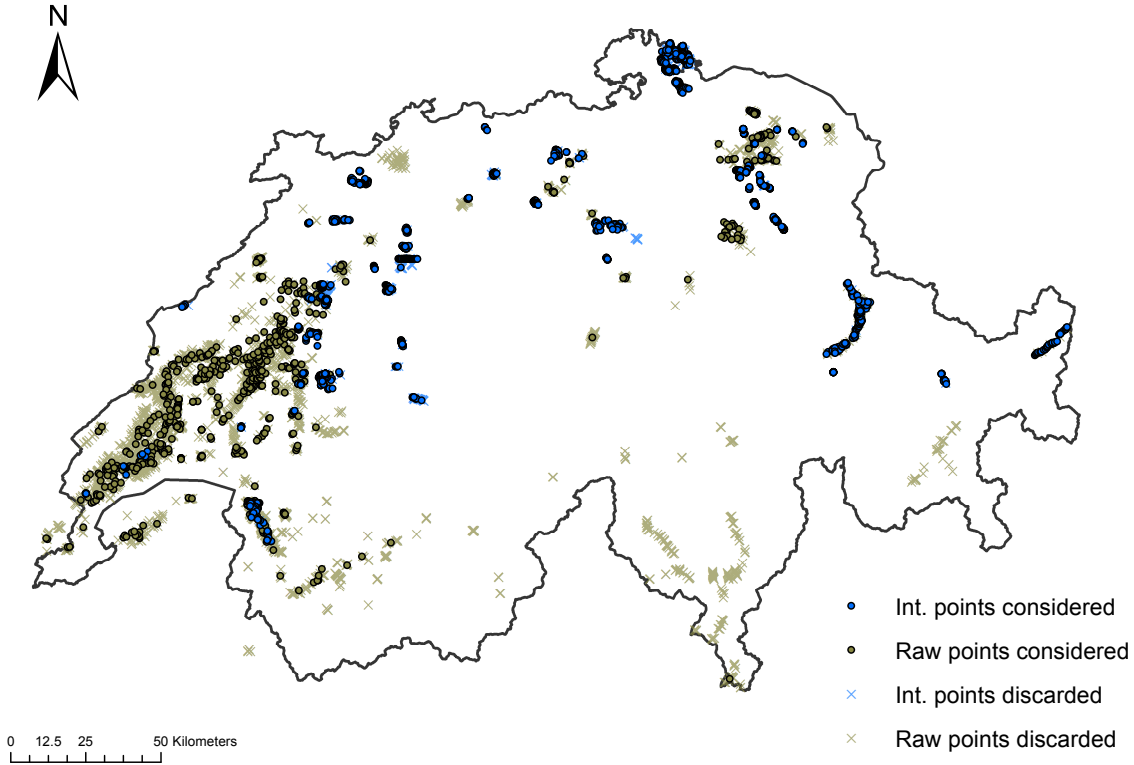 N
Int. points considered
Raw points considered
Int. points discarded
Raw points discarded
0 12.5 25 50 Kilometers